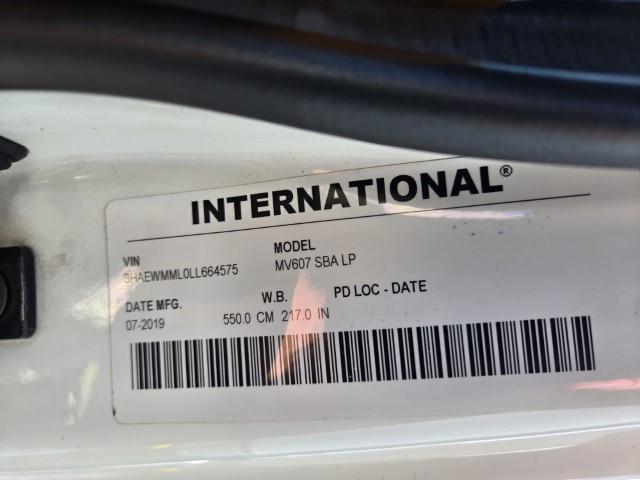 INTERNATIONAL®
VIN MODEL
3HAEWMML0LL664575 MV607 SBA LP
DATE MFG. W.B. PD LOC - DATE
07-2019 550.0 CM 217.0 IN